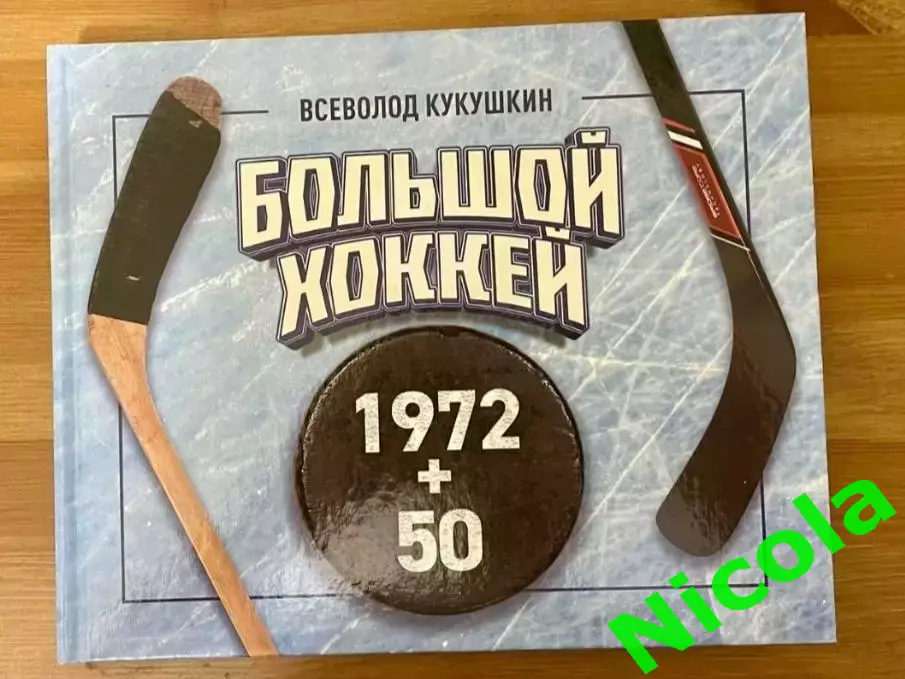 ВСЕВОЛОД КУКУШКИН
БОЛЬШОЙ
ХОККЕЙ
1972
+
50
Nicola